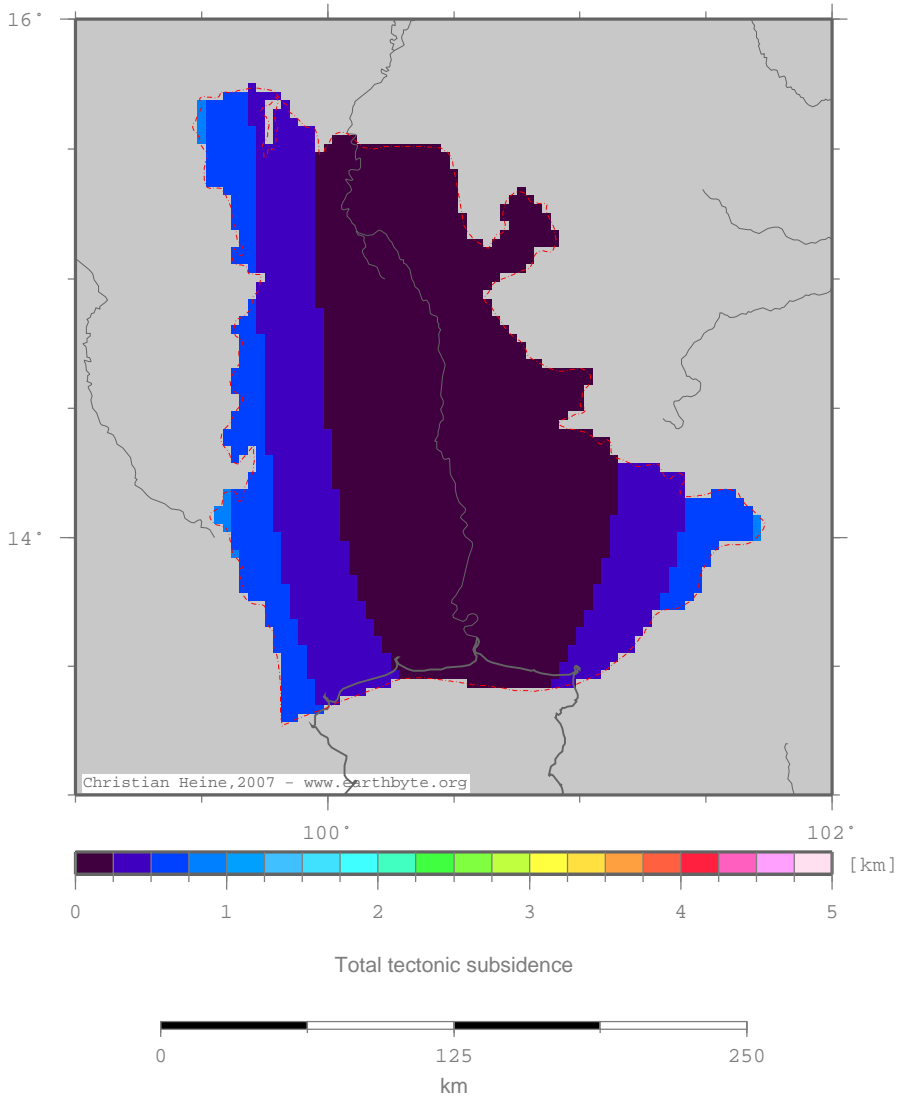 16°
14°
Christian Heine,2007 - www.earthbyte.org
100° 102°
[km]
0 1 2 3 4 5
Total tectonic subsidence
0 125 250
km